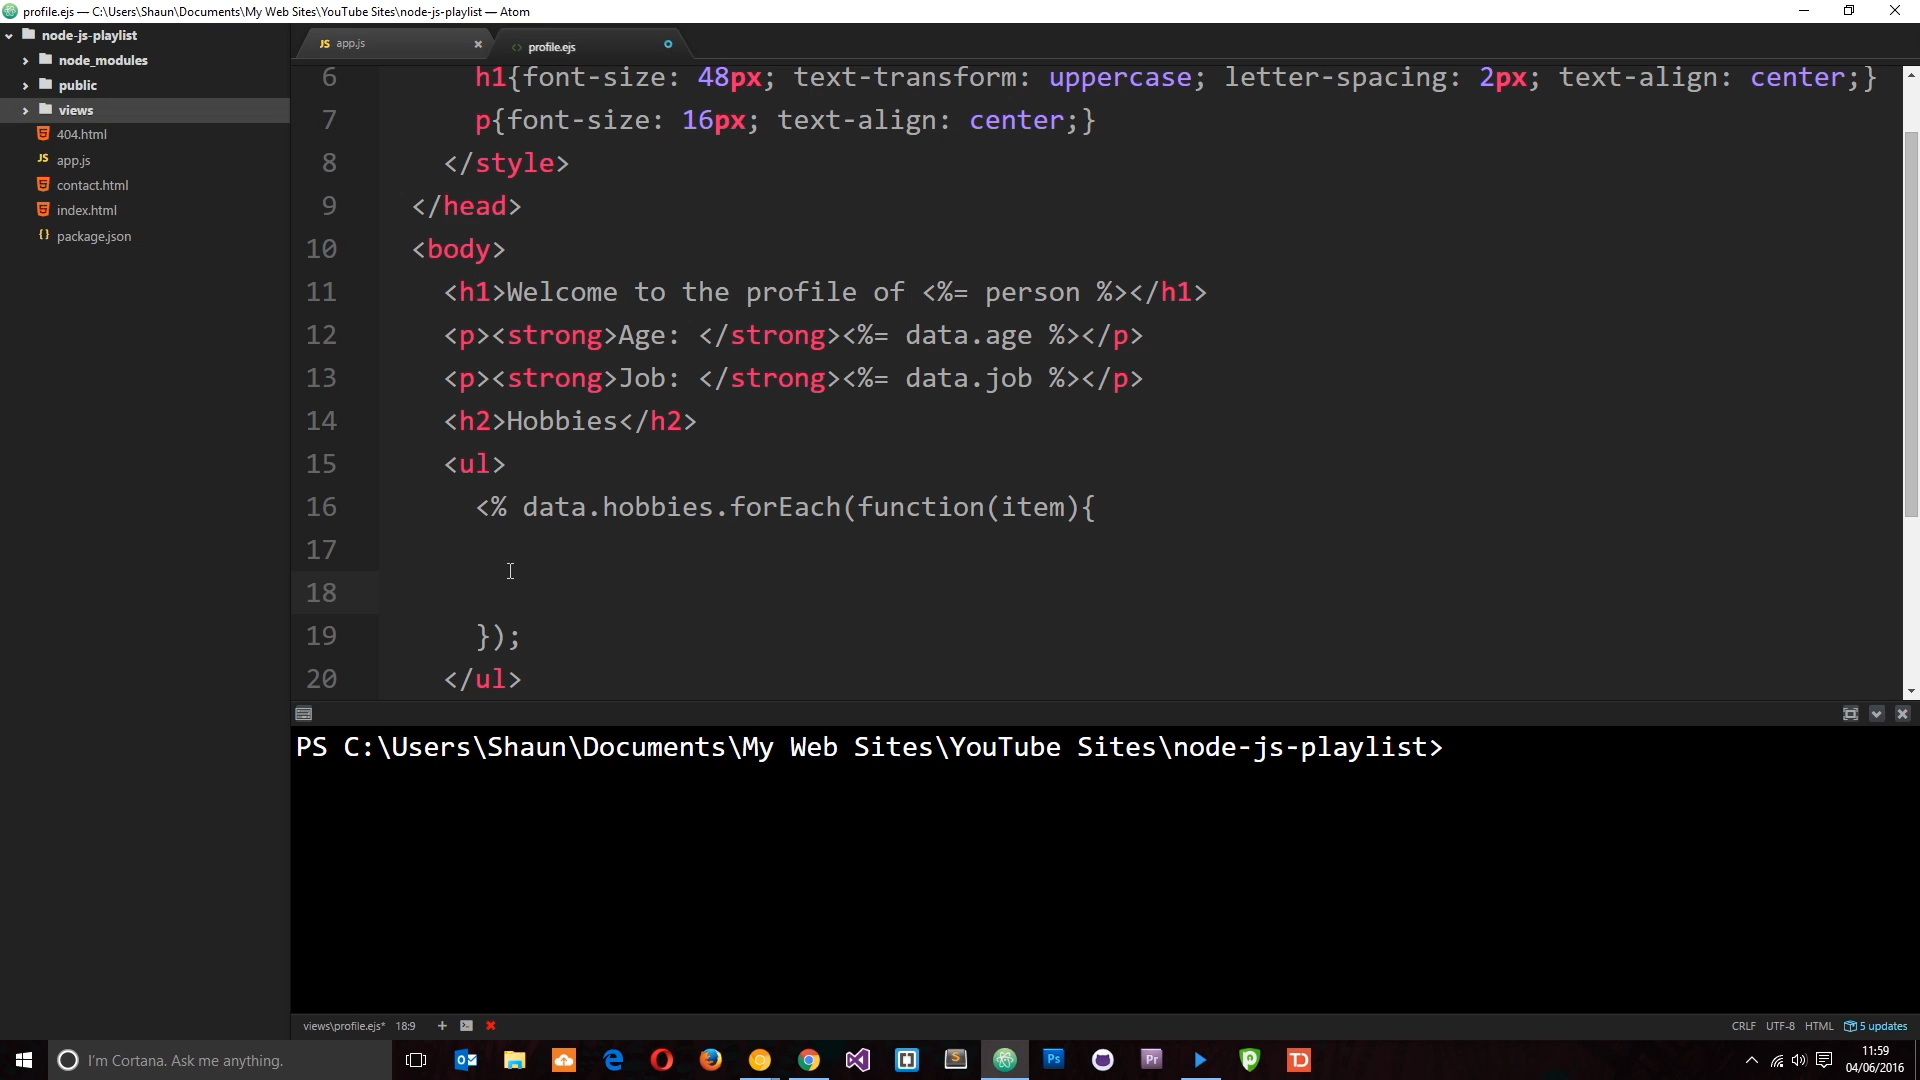 profile.ejs — C:\Users\Shaun\Documents\My Web Sites\YouTube Sites\node-js-playlist — Atom
node-js-playlist
node_modules
public
views
404.html
JS app.js
contact.html
index.html
{} package.json
JS app.js
<> profile.ejs
6 h1{font-size: 48px; text-transform: uppercase; letter-spacing: 2px; text-align: center;}
7 p{font-size: 16px; text-align: center;}
8 </style>
9 </head>
10 <body>
11 <h1>Welcome to the profile of <%= person %></h1>
12 <p><strong>Age: </strong><%= data.age %></p>
13 <p><strong>Job: </strong><%= data.job %></p>
14 <h2>Hobbies</h2>
15 <ul>
16 <% data.hobbies.forEach(function(item){
17
18
19 });
20 </ul>
PS C:\Users\Shaun\Documents\My Web Sites\YouTube Sites\node-js-playlist>
views\profile.ejs* 18:9
CRLF UTF-8 HTML 5 updates
I'm Cortana. Ask me anything.
S
Ps
Pr
TD
11:59
04/06/2016